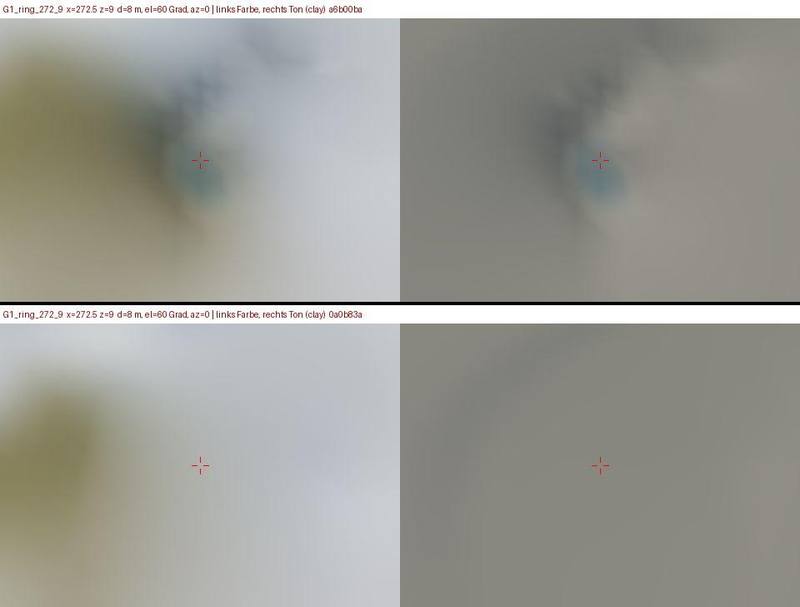 G1_ring_272_9 x=272.5 z=9 d=8 m, el=60 Grad, az=0 | links Farbe, rechts Ton (clay) a6b00ba
G1_ring_272_9 x=272.5 z=9 d=8 m, el=60 Grad, az=0 | links Farbe, rechts Ton (clay) 0a0b83a